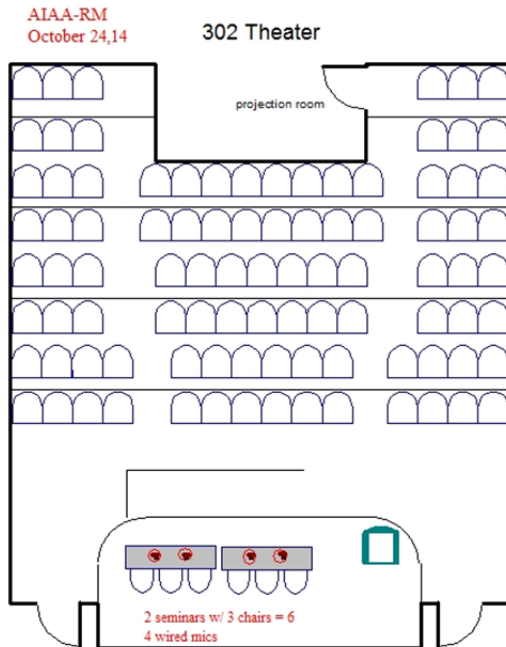 AIAA-RM
October 24,14
302 Theater
projection room
2 seminars w/ 3 chairs = 6
4 wired mics